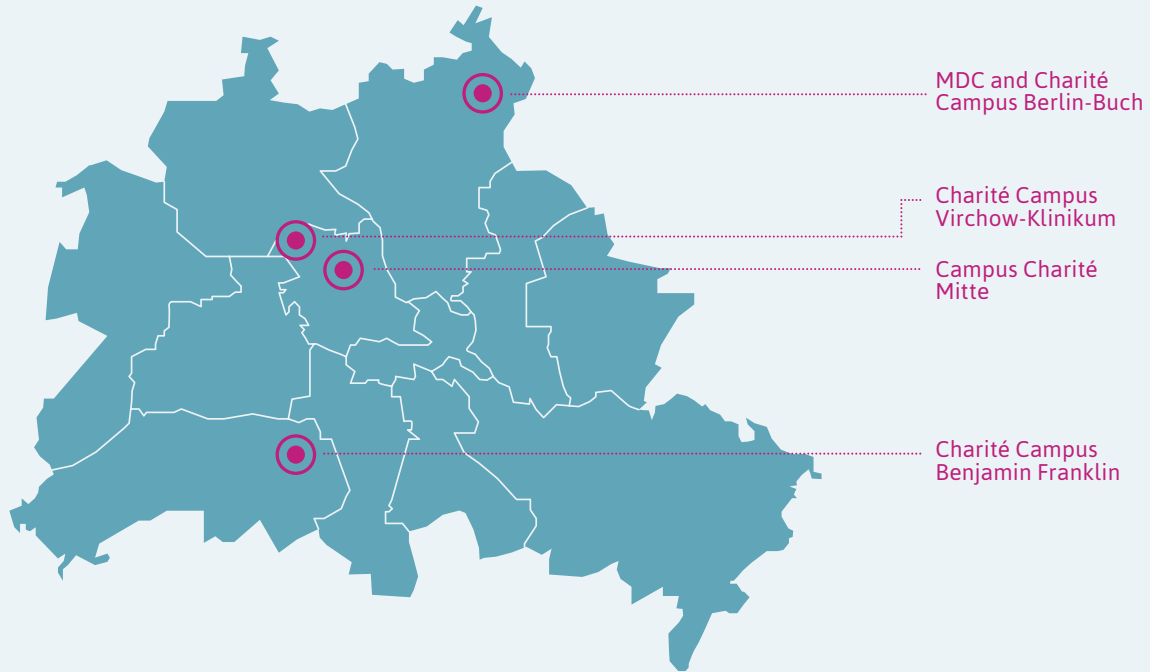 MDC and Charité
Campus Berlin-Buch
Charité Campus
Virchow-Klinikum
Campus Charité
Mitte
Charité Campus
Benjamin Franklin